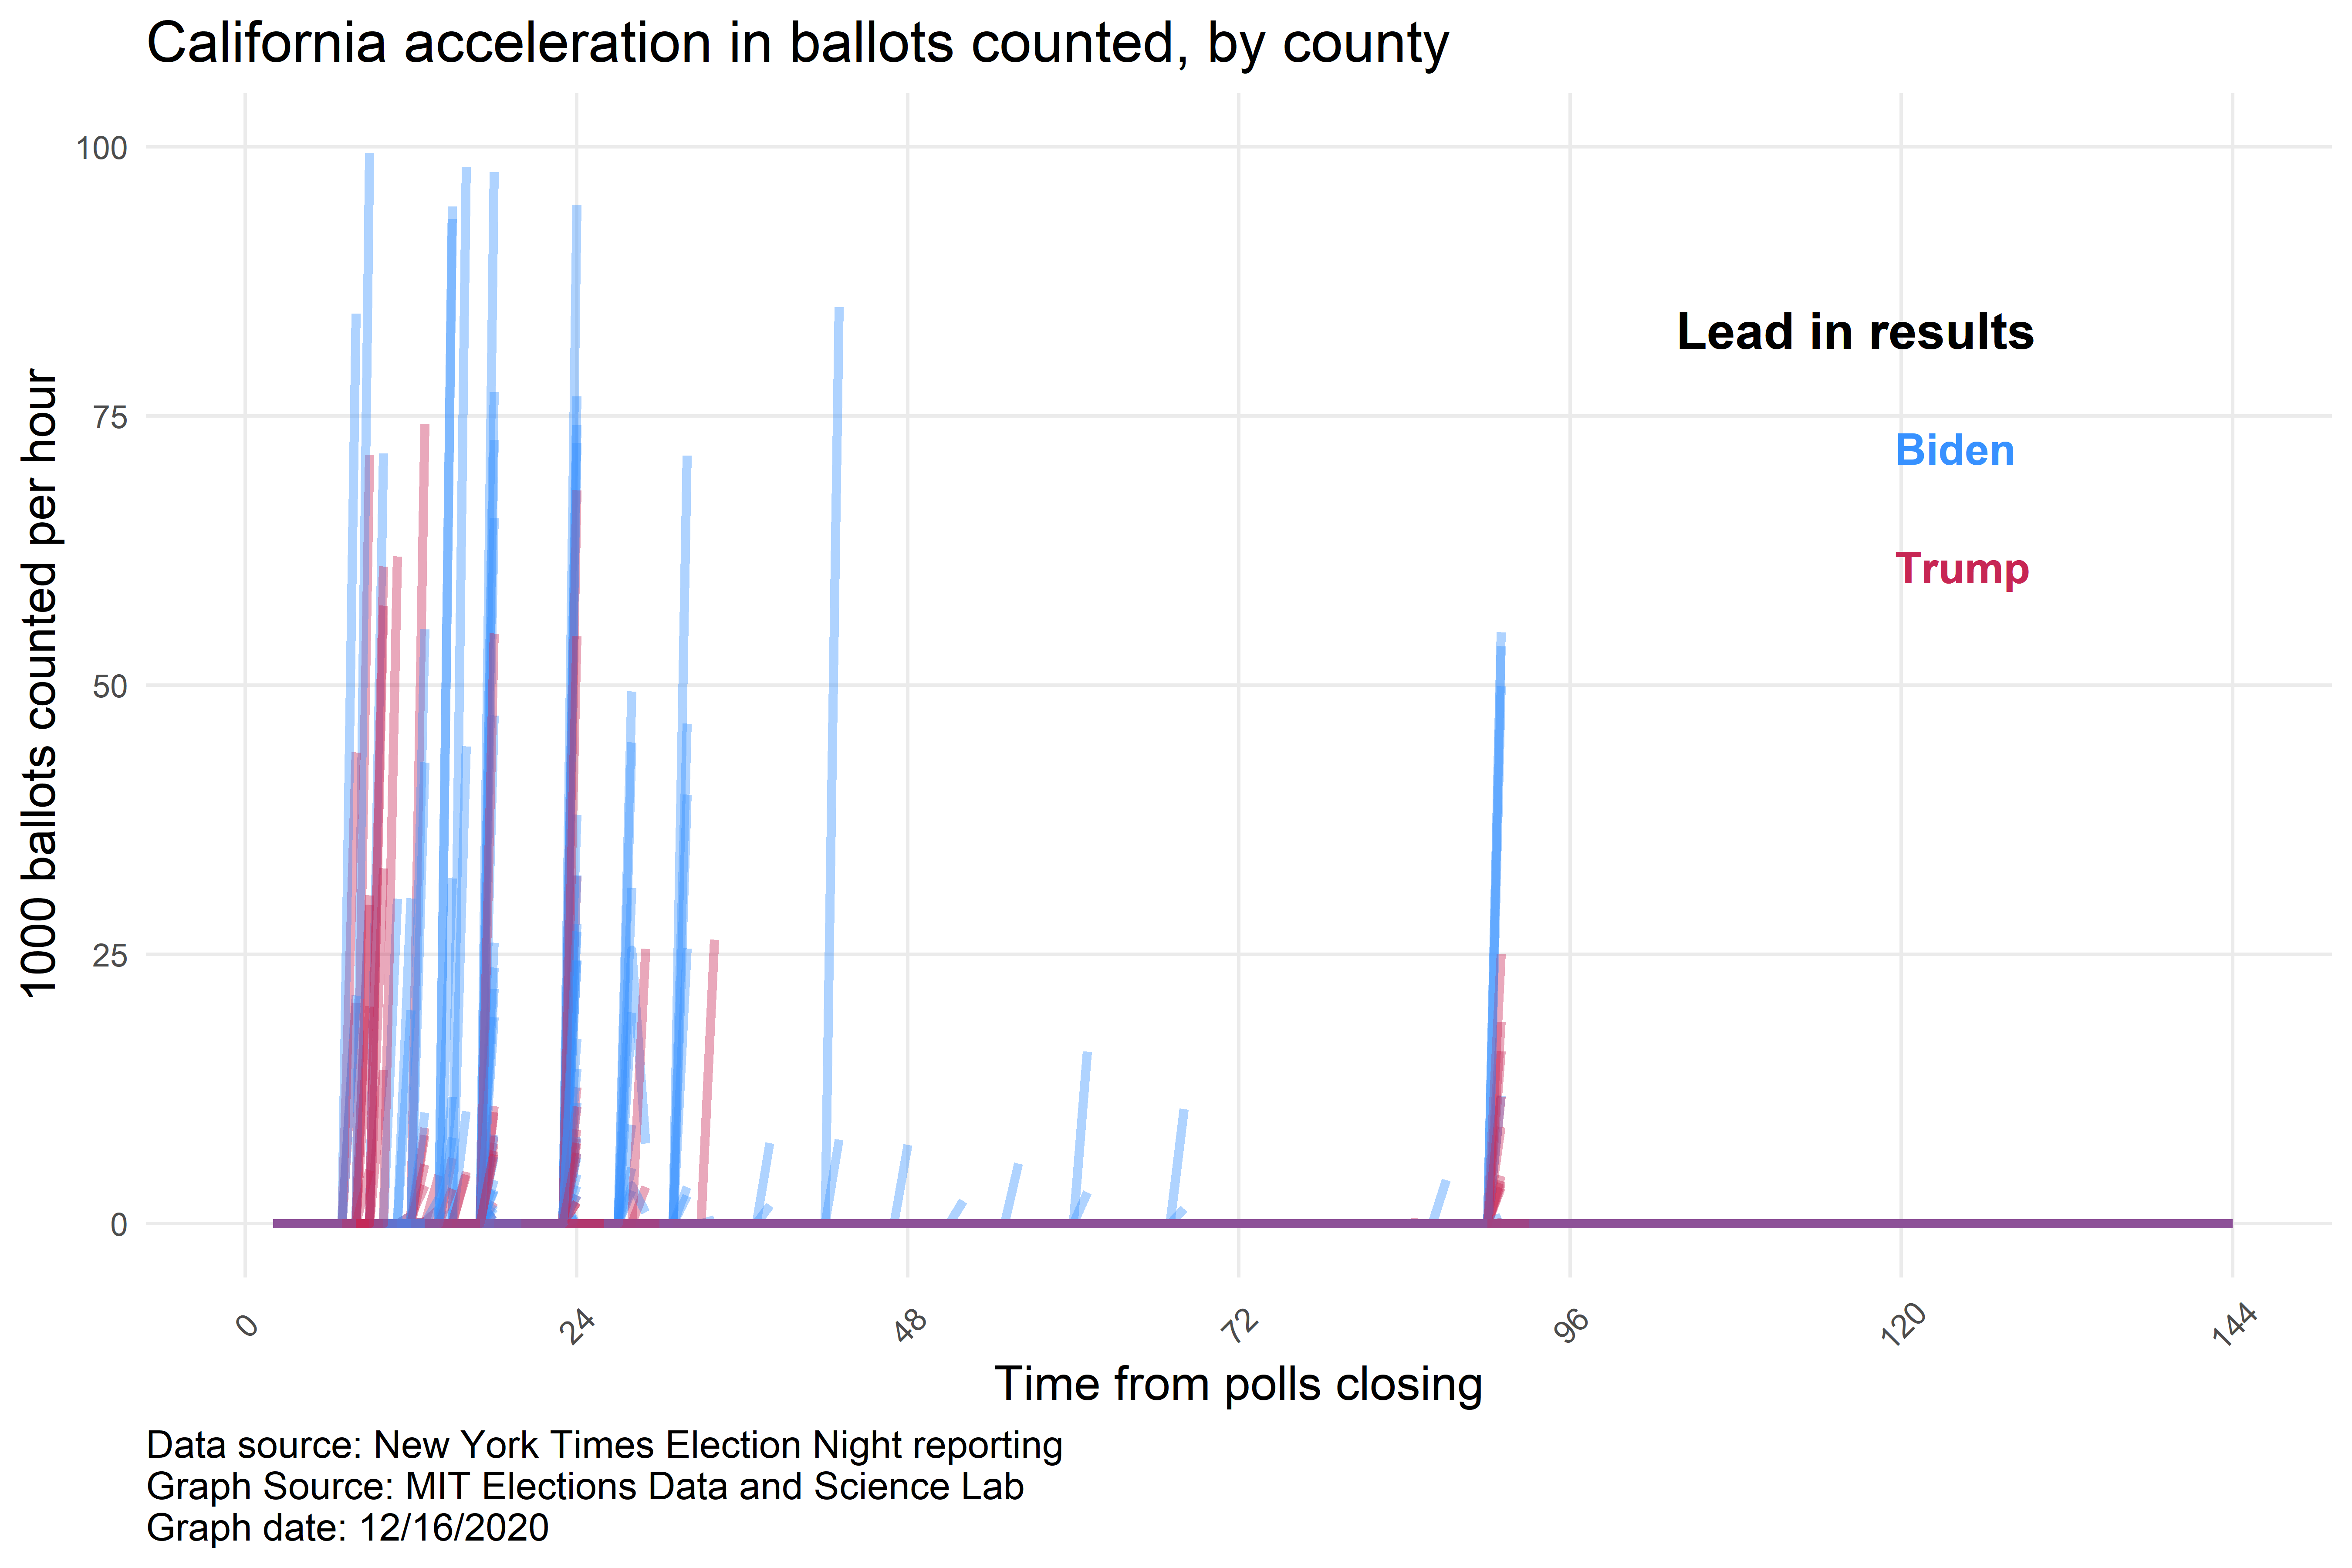 California acceleration in ballots counted, by county
1000 ballots counted per hour
100
75
50
25
0
Lead in results
Biden
Trump
0
24
48
72
96
120
144
Time from polls closing
Data source: New York Times Election Night reporting
Graph Source: MIT Elections Data and Science Lab
Graph date: 12/16/2020